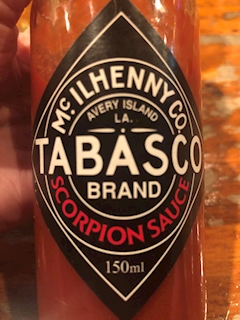 McILHENNY CO.
AVERY ISLAND
LA.
TABASCO
BRAND
SCORPION SAUCE
150ml